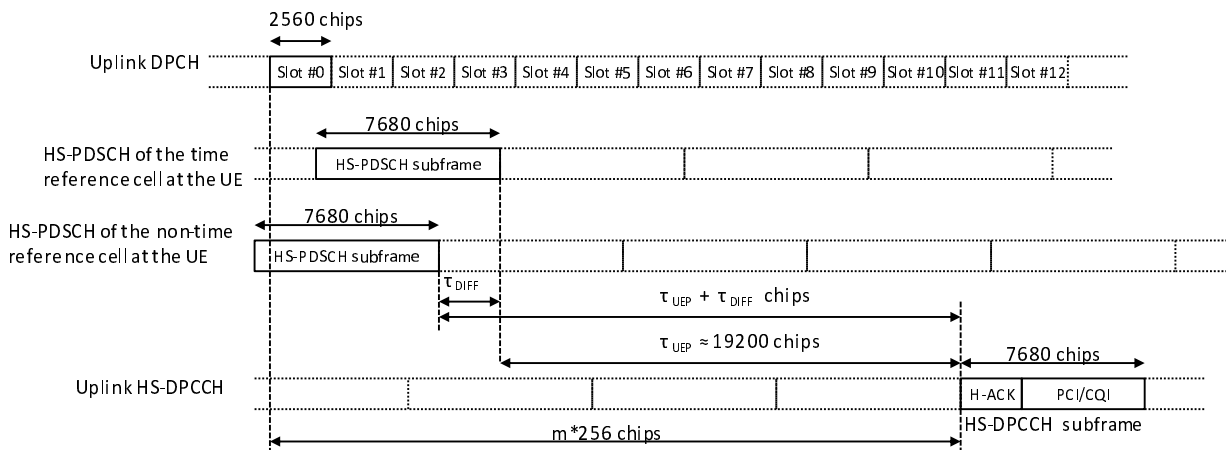 2560 chips
Uplink DPCH
Slot #0 Slot #1 Slot #2 Slot #3 Slot #4 Slot #5 Slot #6 Slot #7 Slot #8 Slot #9 Slot #10 Slot #11 Slot #12
7680 chips
HS-PDSCH of the time
reference cell at the UE
HS-PDSCH subframe
7680 chips
HS-PDSCH of the non-time
reference cell at the UE
HS-PDSCH subframe
τDIFF
τUEP + τDIFF chips
τUEP ≈ 19200 chips
7680 chips
Uplink HS-DPCCH
H-ACK PCI/CQI
HS-DPCCH subframe
m*256 chips